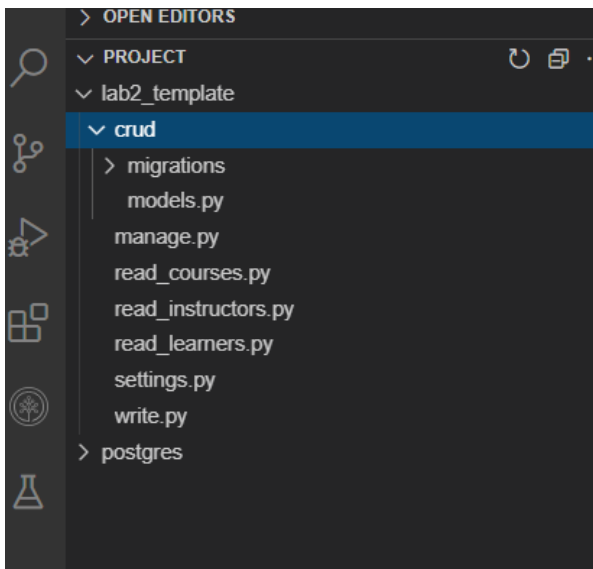 OPEN EDITORS
PROJECT
lab2_template
crud
migrations
models.py
manage.py
read_courses.py
read_instructors.py
read_learners.py
settings.py
write.py
postgres